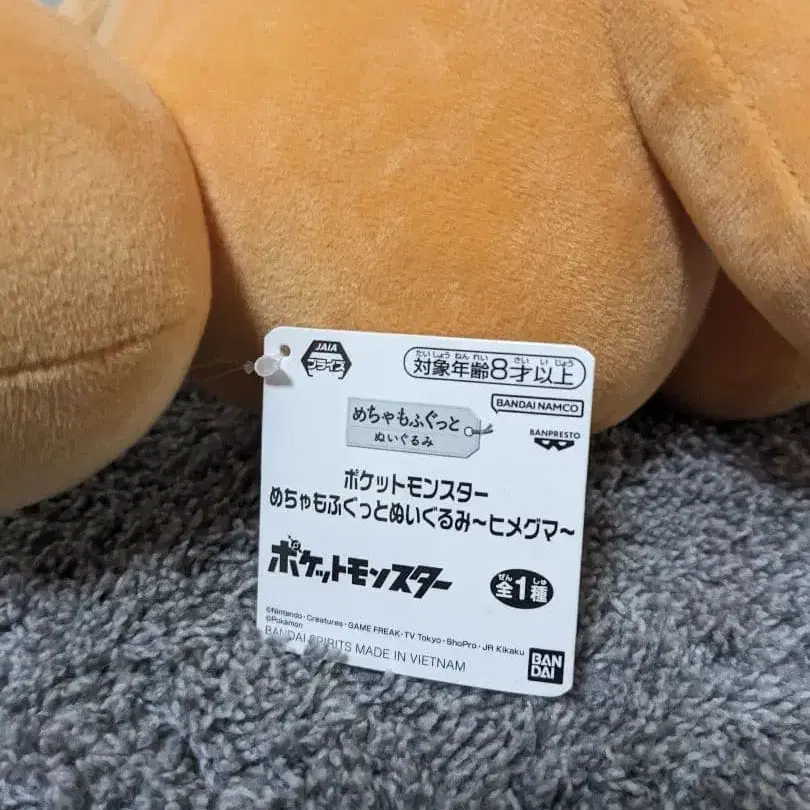 JAIA
プライズ
たいしょう ねんれい さい いじょう
対象年齢8才以上
BANDAI NAMCO
BANPRESTO
めちゃもふぐっと
ぬいぐるみ
ポケットモンスター
めちゃもふぐっとぬいぐるみ～ヒメグマ～
ポケットモンスター
ぜん しゅ
全1種
©Nintendo・Creatures・GAME FREAK・TV Tokyo・ShoPro・JR Kikaku
©Pokémon
BANDAI SPIRITS MADE IN VIETNAM
BAN
DAI